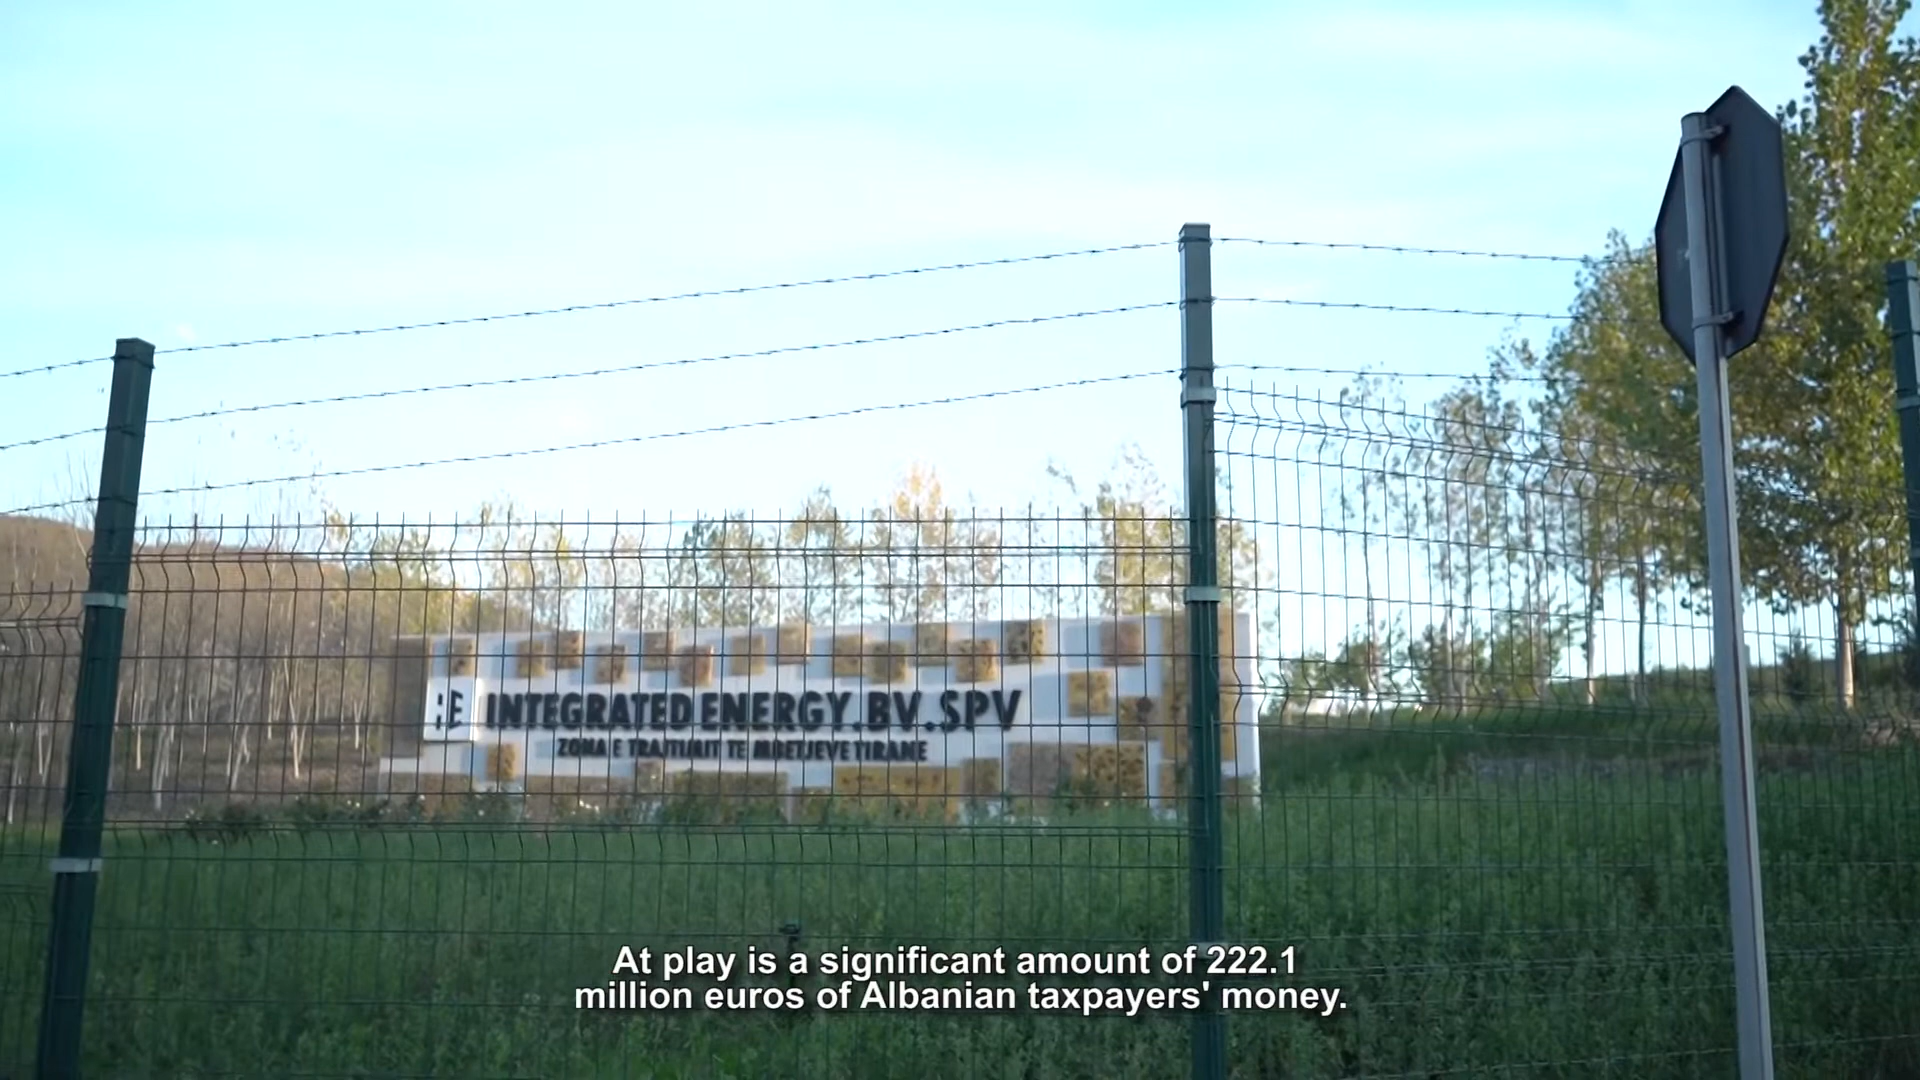 IE INTEGRATED ENERGY.BV.SPV
ZONA E TRAJTIMIT TE MBETJEVE TIRANE
At play is a significant amount of 222.1
million euros of Albanian taxpayers' money.